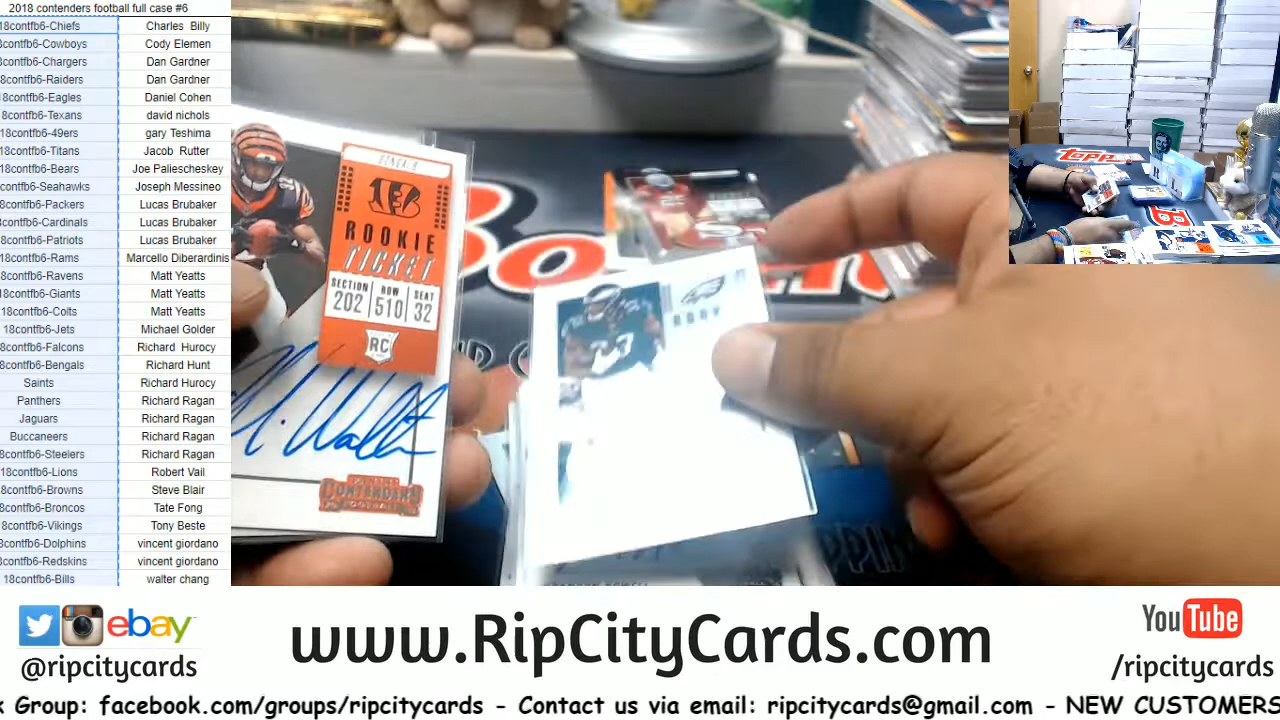 2018 contenders football full case #6
18contfb6-Chiefs Charles Billy
8contfb6-Cowboys Cody Elemen
8contfb6-Chargers Dan Gardner
18contfb6-Raiders Dan Gardner
18contfb6-Eagles Daniel Cohen
18contfb6-Texans david nichols
18contfb6-49ers gary Teshima
18contfb6-Titans Jacob Rutter
18contfb6-Bears Joe Paliescheskey
contfb6-Seahawks Joseph Messineo
8contfb6-Packers Lucas Brubaker
contfb6-Cardinals Lucas Brubaker
8contfb6-Patriots Lucas Brubaker
18contfb6-Rams Marcello Diberardinis
8contfb6-Ravens Matt Yeatts
18contfb6-Giants Matt Yeatts
18contfb6-Colts Matt Yeatts
18contfb6-Jets Michael Golder
8contfb6-Falcons Richard Hurocy
8contfb6-Bengals Richard Hunt
Saints Richard Hurocy
Panthers Richard Ragan
Jaguars Richard Ragan
Buccaneers Richard Ragan
8contfb6-Steelers Richard Ragan
18contfb6-Lions Robert Vail
8contfb6-Browns Steve Blair
8contfb6-Broncos Tate Fong
8contfb6-Vikings Tony Beste
8contfb6-Dolphins vincent giordano
contfb6-Redskins vincent giordano
18contfb6-Bills walter chang
BENGALS
ROOKIE
TICKET
SECTION ROW SEAT
202 510 32
RC
CONTENDERS
FOOTBALL
topps
B
ebay
@ripcitycards
www.RipCityCards.com
YouTube
/ripcitycards
k Group: facebook.com/groups/ripcitycards - Contact us via email: ripcitycards@gmail.com - NEW CUSTOMERS